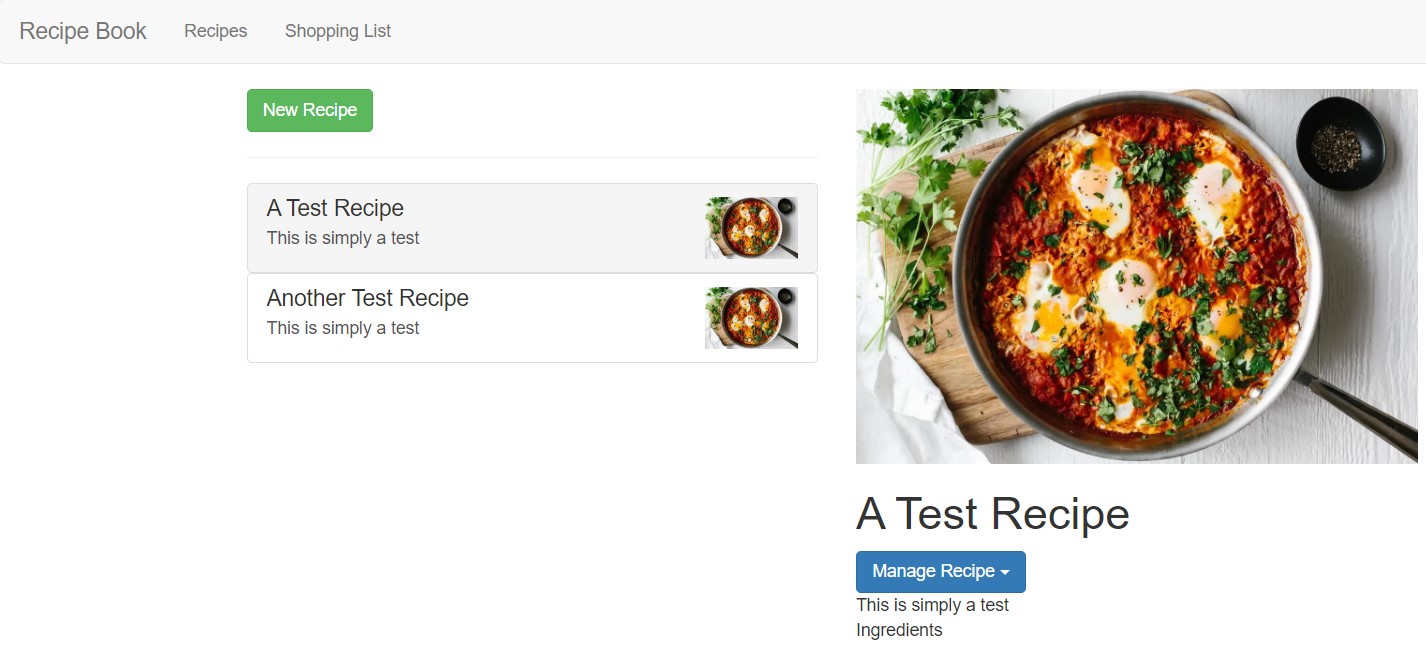 Recipe Book Recipes Shopping List
New Recipe
A Test Recipe
This is simply a test
Another Test Recipe
This is simply a test
A Test Recipe
Manage Recipe
This is simply a test
Ingredients